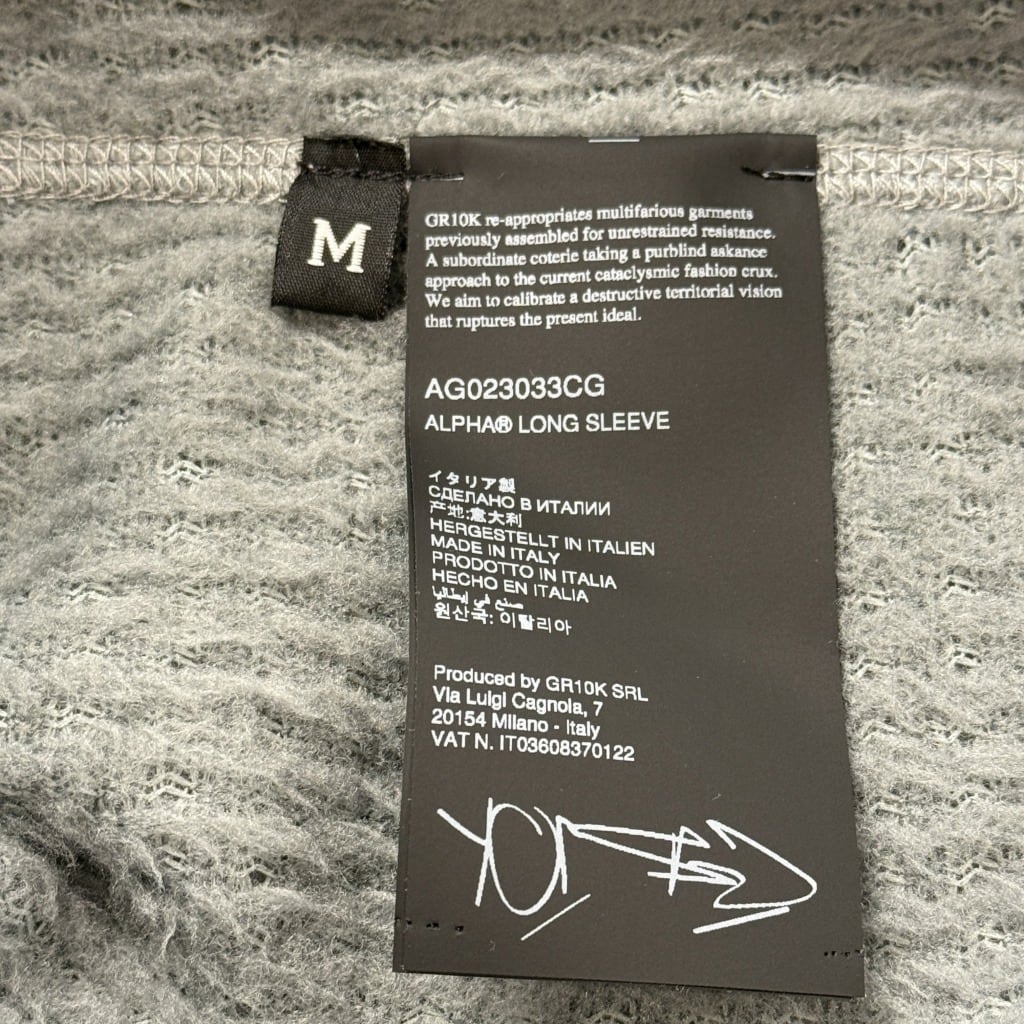 M
GR10K re-appropriates multifarious garments
previously assembled for unrestrained resistance.
A subordinate coterie taking a purblind askance
approach to the current cataclysmic fashion crux.
We aim to calibrate a destructive territorial vision
that ruptures the present ideal.
AG023033CG
ALPHA® LONG SLEEVE
イタリア製
СДЕЛАНО В ИТАЛИИ
产地:意大利
HERGESTELLT IN ITALIEN
MADE IN ITALY
PRODOTTO IN ITALIA
HECHO EN ITALIA
صنع في إيطاليا
원산국: 이탈리아
Produced by GR10K SRL
Via Luigi Cagnola, 7
20154 Milano - Italy
VAT N. IT03608370122